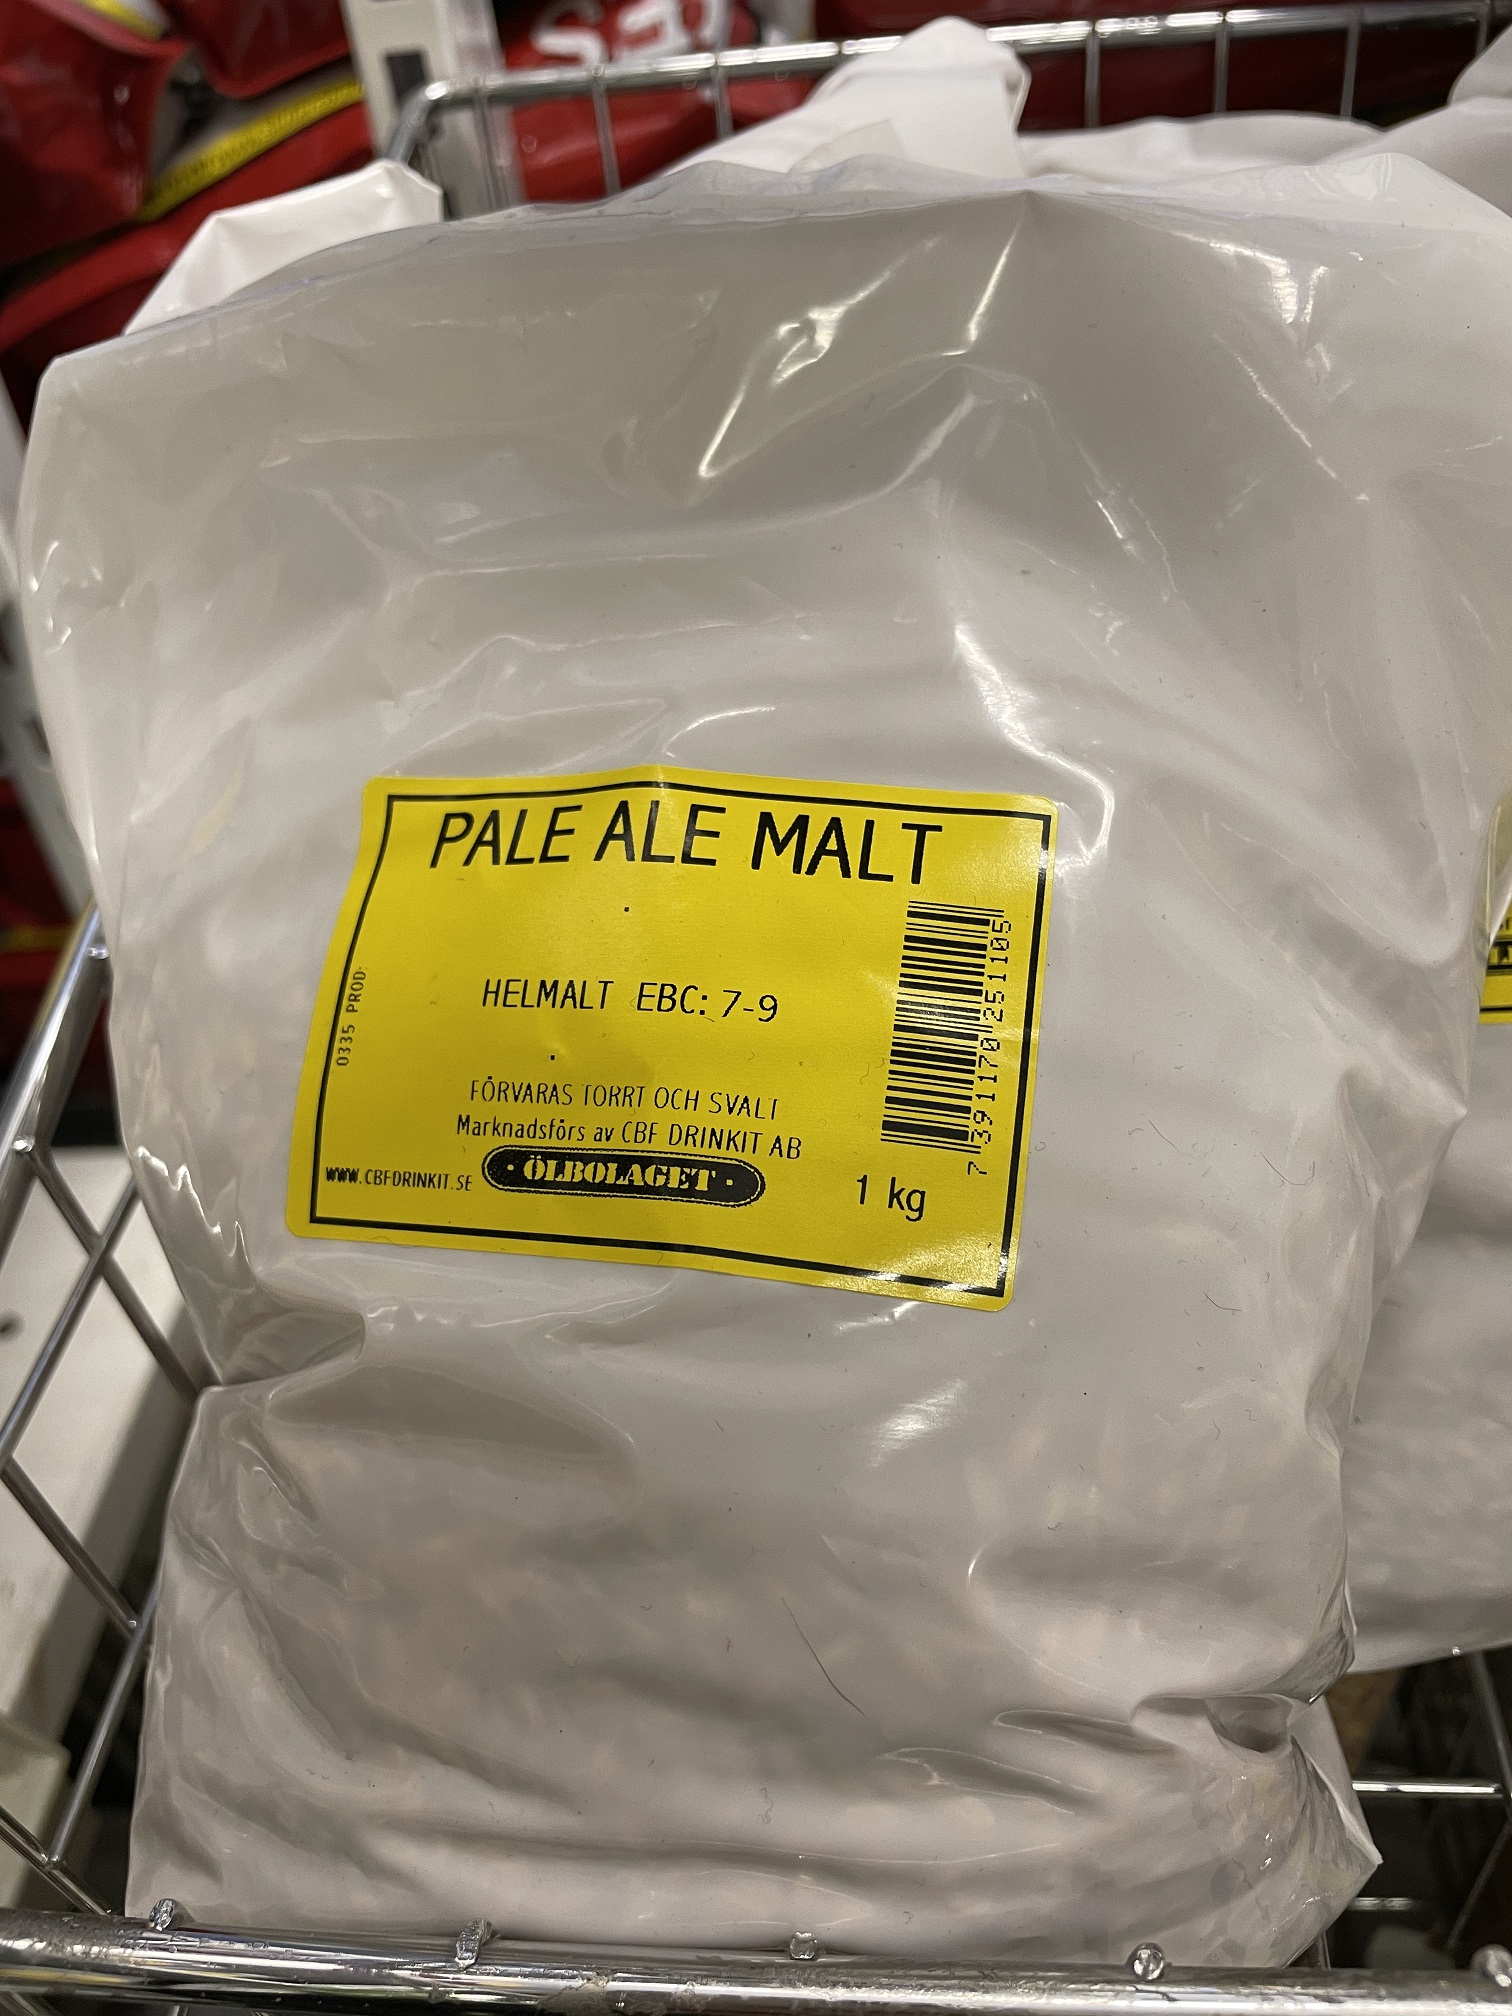 PALE ALE MALT
HELMALT EBC: 7-9
0335 PROD:
7 391170 251105
FÖRVARAS TORRT OCH SVALT
Marknadsförs av CBF DRINKIT AB
WWW.CBFDRINKIT.SE
· ÖLBOLAGET ·
1 kg